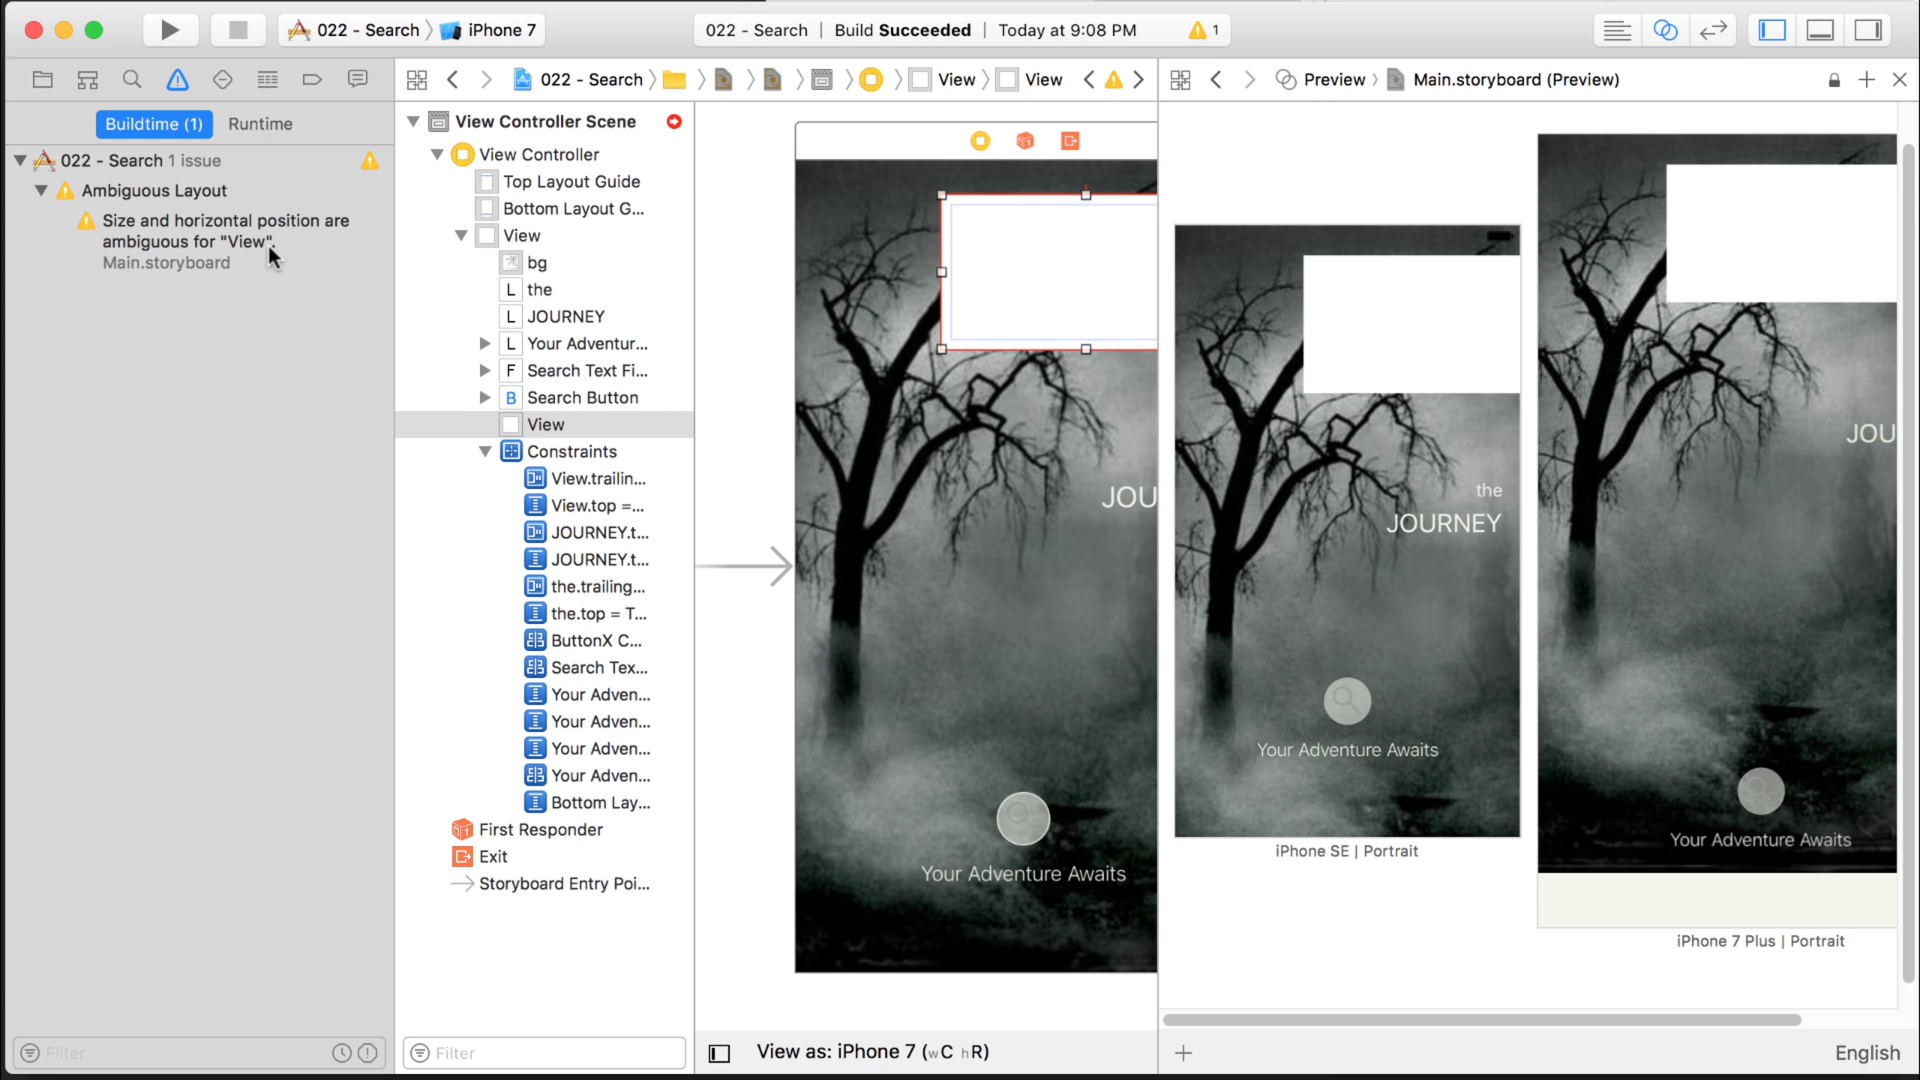 022 - Search
iPhone 7
022 - Search | Build Succeeded | Today at 9:08 PM
1
022 - Search
View
View
Preview
Main.storyboard (Preview)
Buildtime (1)
Runtime
022 - Search 1 issue
Ambiguous Layout
Size and horizontal position are
ambiguous for "View".
Main.storyboard
Filter
View Controller Scene
View Controller
Top Layout Guide
Bottom Layout G...
View
bg
L the
L JOURNEY
L Your Adventur...
F Search Text Fi...
B Search Button
View
Constraints
View.trailin...
View.top =...
JOURNEY.t...
JOURNEY.t...
the.trailing...
the.top = T...
ButtonX C...
Search Tex...
Your Adven...
Your Adven...
Your Adven...
Your Adven...
Bottom Lay...
First Responder
Exit
Storyboard Entry Poi...
Filter
JOU
Your Adventure Awaits
View as: iPhone 7 (wC hR)
the
JOURNEY
Your Adventure Awaits
iPhone SE | Portrait
JOU
Your Adventure Awaits
iPhone 7 Plus | Portrait
English